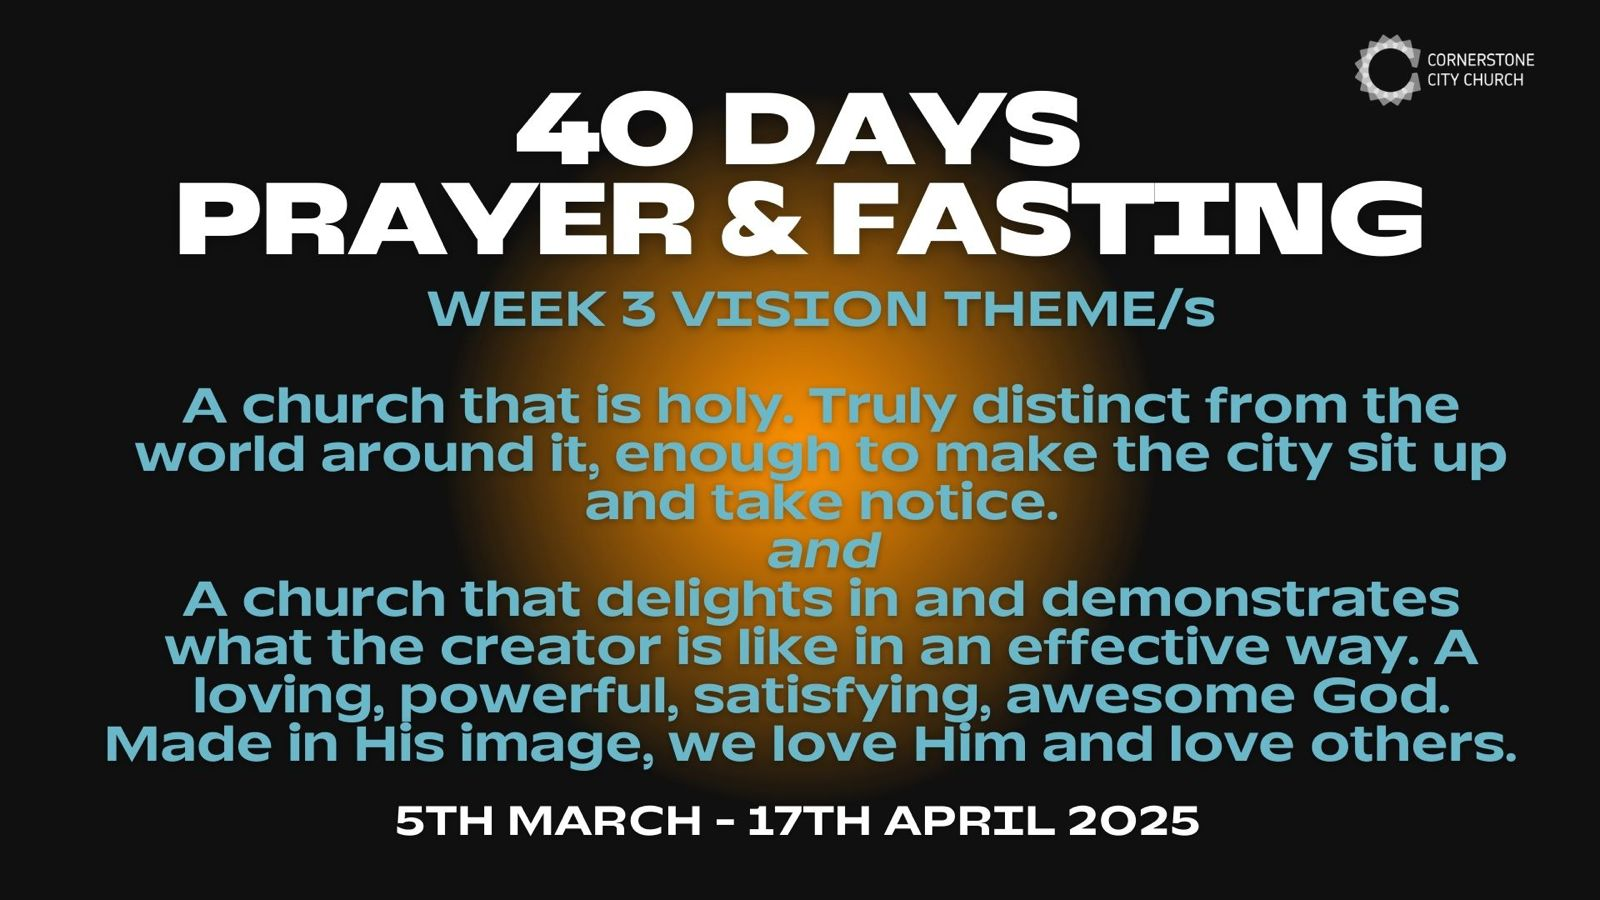 CORNERSTONE
CITY CHURCH
40 DAYS
PRAYER & FASTING
WEEK 3 VISION THEME/s
A church that is holy. Truly distinct from the
world around it, enough to make the city sit up
and take notice.
and
A church that delights in and demonstrates
what the creator is like in an effective way. A
loving, powerful, satisfying, awesome God.
Made in His image, we love Him and love others.
5TH MARCH - 17TH APRIL 2025